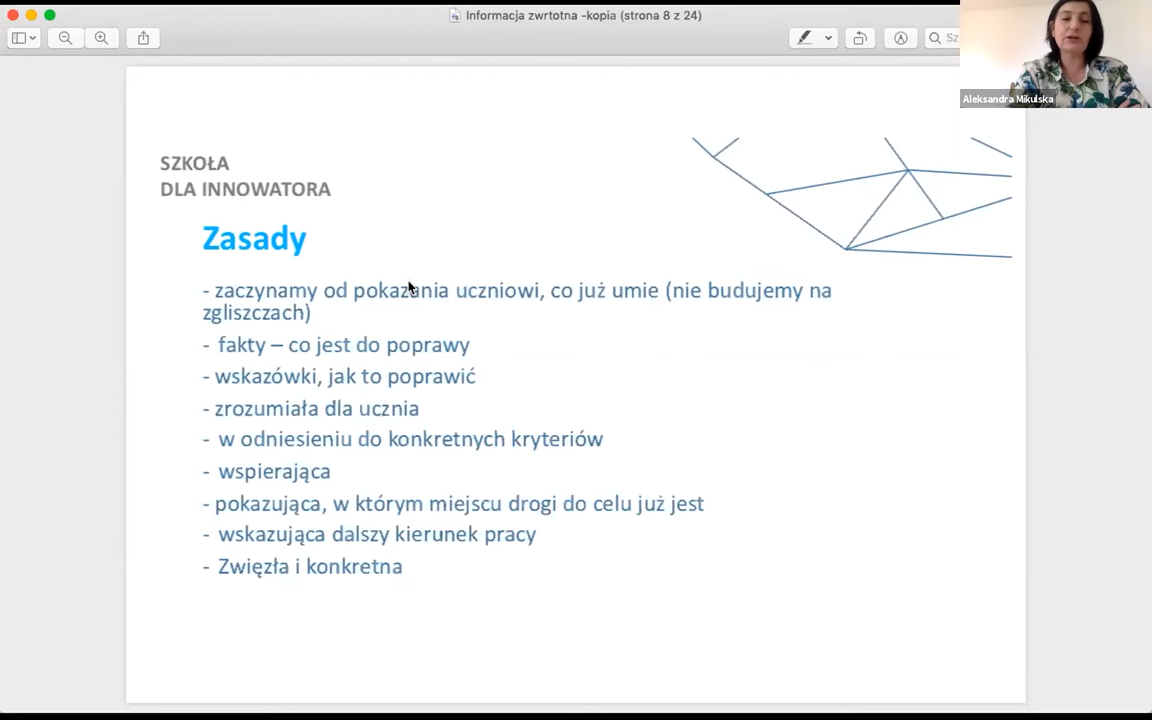 Informacja zwrtotna -kopia (strona 8 z 24)
Sz
Aleksandra Mikulska
SZKOŁA
DLA INNOWATORA
Zasady
- zaczynamy od pokazania uczniowi, co już umie (nie budujemy na
zgliszczach)
- fakty – co jest do poprawy
- wskazówki, jak to poprawić
- zrozumiała dla ucznia
- w odniesieniu do konkretnych kryteriów
- wspierająca
- pokazująca, w którym miejscu drogi do celu już jest
- wskazująca dalszy kierunek pracy
- Zwięzła i konkretna